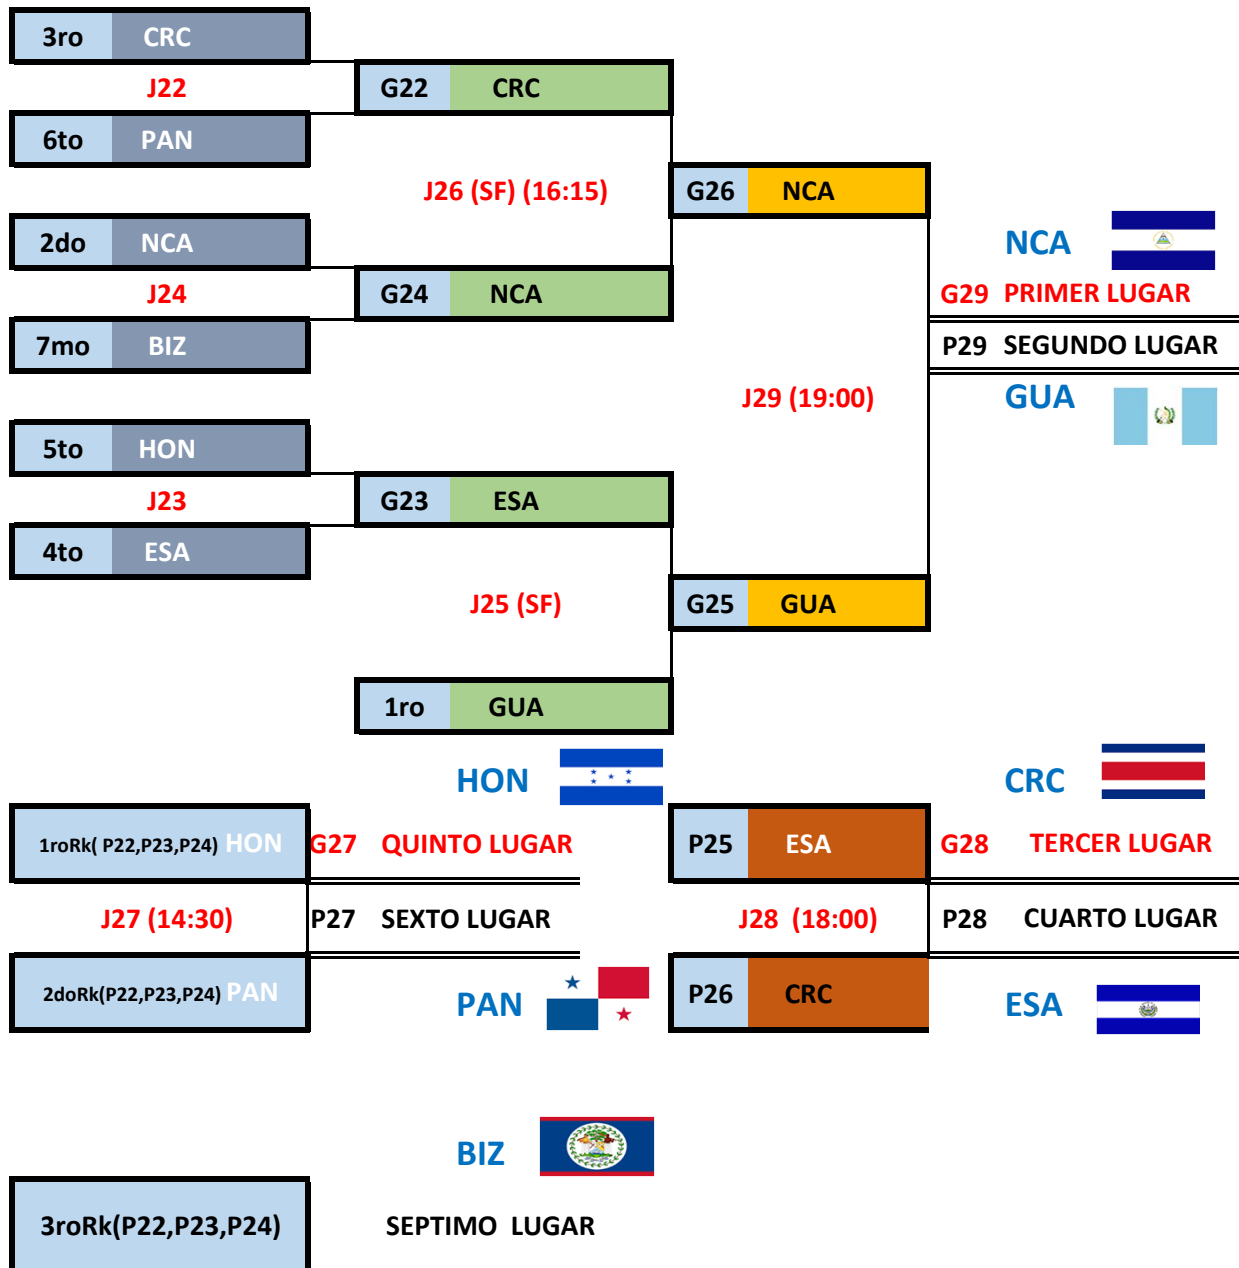 3ro CRC
J22
G22 CRC
6to PAN
J26 (SF) (16:15)
G26 NCA
2do NCA
NCA
J24
G24 NCA
G29 PRIMER LUGAR
7mo BIZ
P29 SEGUNDO LUGAR
J29 (19:00)
GUA
5to HON
J23
G23 ESA
4to ESA
J25 (SF)
G25 GUA
1ro GUA
HON
CRC
1roRk( P22,P23,P24) HON
G27 QUINTO LUGAR
P25 ESA
G28 TERCER LUGAR
J27 (14:30)
P27 SEXTO LUGAR
J28 (18:00)
P28 CUARTO LUGAR
2doRk(P22,P23,P24) PAN
PAN
P26 CRC
ESA
BIZ
3roRk(P22,P23,P24)
SEPTIMO LUGAR